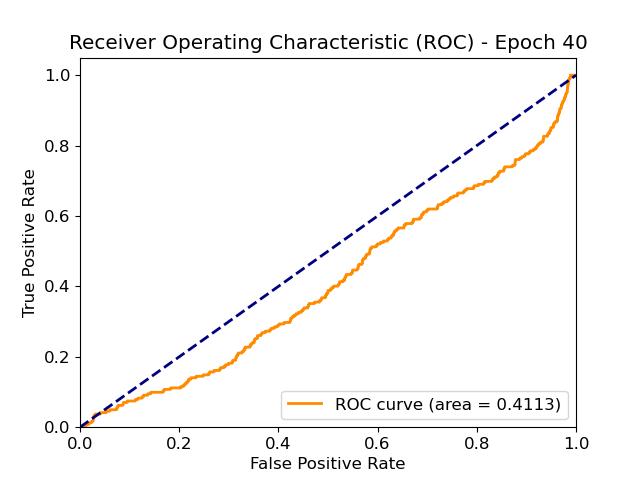 Receiver Operating Characteristic (ROC) - Epoch 40
True Positive Rate
1.0
0.8
0.6
0.4
0.2
0.0
ROC curve (area = 0.4113)
0.0 0.2 0.4 0.6 0.8 1.0
False Positive Rate